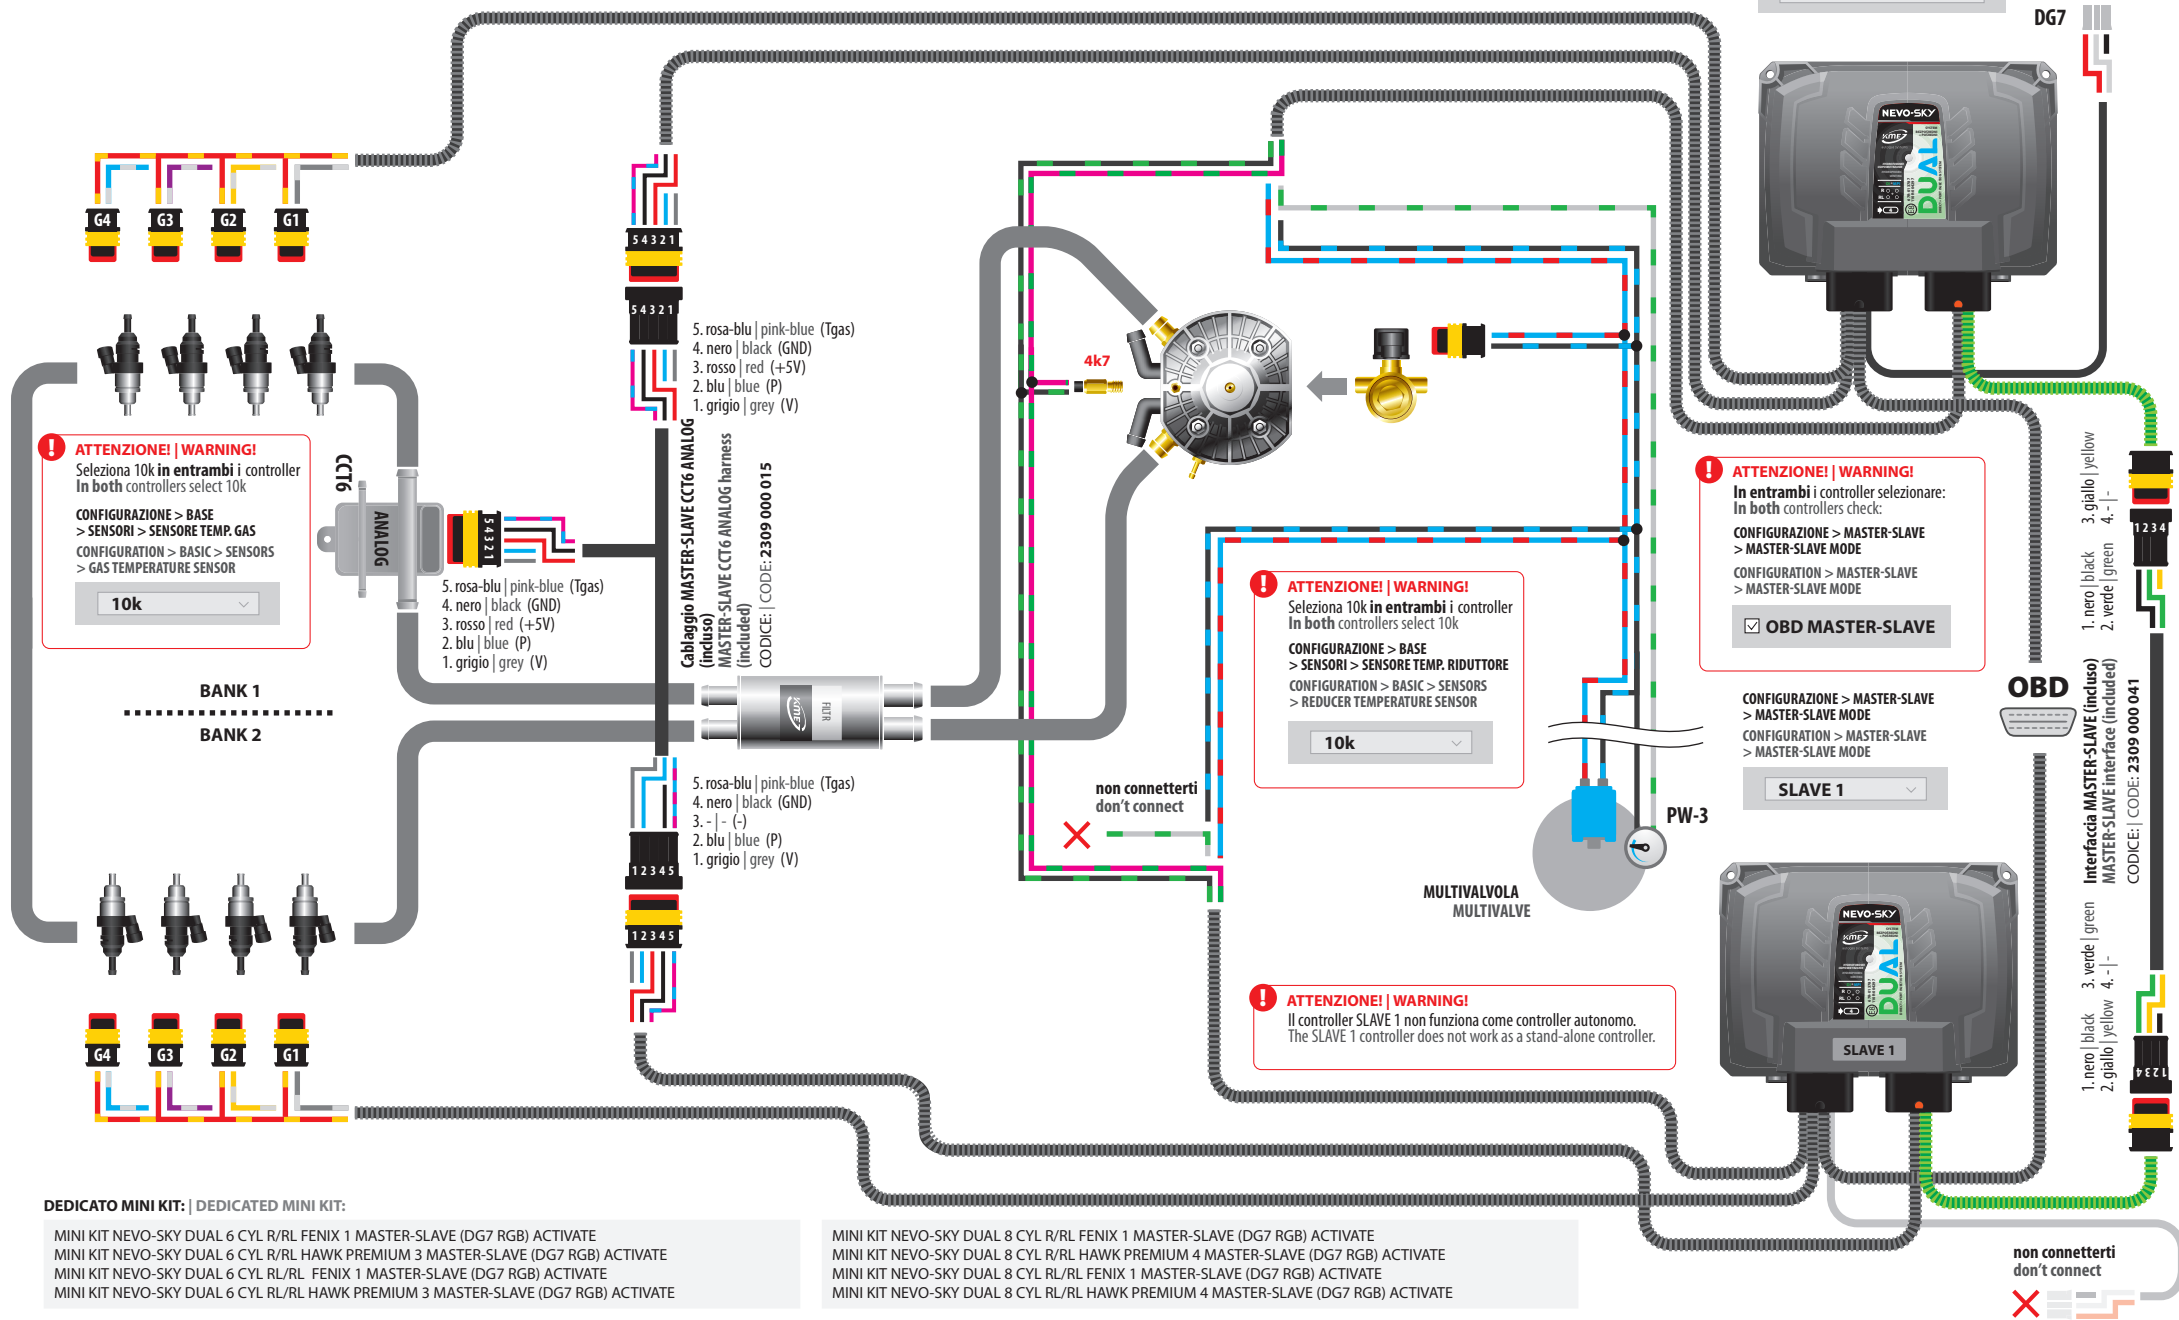 DG7
NEVO-SKY
KME
DUAL
G4
G3
G2
G1
5 4 3 2 1
5 4 3 2 1
5. rosa-blu | pink-blue (Tgas)
4. nero | black (GND)
3. rosso | red (+5V)
2. blu | blue (P)
1. grigio | grey (V)
4k7
ATTENZIONE! | WARNING!
Seleziona 10k in entrambi i controller
In both controllers select 10k
CONFIGURAZIONE > BASE
> SENSORI > SENSORE TEMP. GAS
CONFIGURATION > BASIC > SENSORS
> GAS TEMPERATURE SENSOR
10k
CCT6
ANALOG
5 4 3 2 1
5. rosa-blu | pink-blue (Tgas)
4. nero | black (GND)
3. rosso | red (+5V)
2. blu | blue (P)
1. grigio | grey (V)
Cablaggio MASTER-SLAVE CCT6 ANALOG
(incluso)
MASTER-SLAVE CCT6 ANALOG harness
(included)
CODICE: | CODE: 2309 000 015
BANK 1
BANK 2
KME
FILTR
ATTENZIONE! | WARNING!
Seleziona 10k in entrambi i controller
In both controllers select 10k
CONFIGURAZIONE > BASE
> SENSORI > SENSORE TEMP. RIDUTTORE
CONFIGURATION > BASIC > SENSORS
> REDUCER TEMPERATURE SENSOR
10k
ATTENZIONE! | WARNING!
In entrambi i controller selezionare:
In both controllers check:
CONFIGURAZIONE > MASTER-SLAVE
> MASTER-SLAVE MODE
CONFIGURATION > MASTER-SLAVE
> MASTER-SLAVE MODE
OBD MASTER-SLAVE
CONFIGURAZIONE > MASTER-SLAVE
> MASTER-SLAVE MODE
CONFIGURATION > MASTER-SLAVE
> MASTER-SLAVE MODE
SLAVE 1
OBD
1. nero | black 3. giallo | yellow
2. verde | green 4. - | -
1 2 3 4
Interfaccia MASTER-SLAVE (incluso)
MASTER-SLAVE interface (included)
CODICE: | CODE: 2309 000 041
5. rosa-blu | pink-blue (Tgas)
4. nero | black (GND)
3. - | - (-)
2. blu | blue (P)
1. grigio | grey (V)
1 2 3 4 5
1 2 3 4 5
non connetterti
don't connect
PW-3
MULTIVALVOLA
MULTIVALVE
NEVO-SKY
KME
DUAL
SLAVE 1
1. nero | black 3. verde | green
2. giallo | yellow 4. - | -
1 2 3 4
ATTENZIONE! | WARNING!
Il controller SLAVE 1 non funziona come controller autonomo.
The SLAVE 1 controller does not work as a stand-alone controller.
G4
G3
G2
G1
DEDICATO MINI KIT: | DEDICATED MINI KIT:
MINI KIT NEVO-SKY DUAL 6 CYL R/RL FENIX 1 MASTER-SLAVE (DG7 RGB) ACTIVATE
MINI KIT NEVO-SKY DUAL 6 CYL R/RL HAWK PREMIUM 3 MASTER-SLAVE (DG7 RGB) ACTIVATE
MINI KIT NEVO-SKY DUAL 6 CYL RL/RL FENIX 1 MASTER-SLAVE (DG7 RGB) ACTIVATE
MINI KIT NEVO-SKY DUAL 6 CYL RL/RL HAWK PREMIUM 3 MASTER-SLAVE (DG7 RGB) ACTIVATE
MINI KIT NEVO-SKY DUAL 8 CYL R/RL FENIX 1 MASTER-SLAVE (DG7 RGB) ACTIVATE
MINI KIT NEVO-SKY DUAL 8 CYL R/RL HAWK PREMIUM 4 MASTER-SLAVE (DG7 RGB) ACTIVATE
MINI KIT NEVO-SKY DUAL 8 CYL RL/RL FENIX 1 MASTER-SLAVE (DG7 RGB) ACTIVATE
MINI KIT NEVO-SKY DUAL 8 CYL RL/RL HAWK PREMIUM 4 MASTER-SLAVE (DG7 RGB) ACTIVATE
non connetterti
don't connect